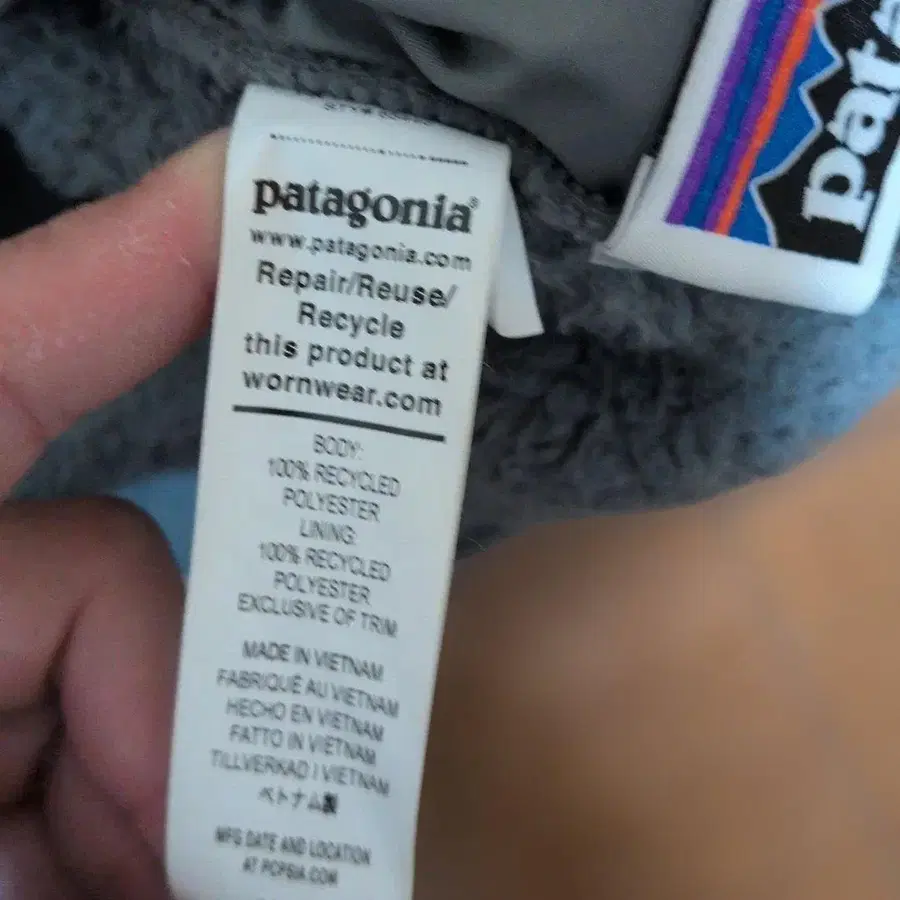 patagonia®
www.patagonia.com
Repair/Reuse/
Recycle
this product at
wornwear.com
BODY:
100% RECYCLED
POLYESTER
LINING:
100% RECYCLED
POLYESTER
EXCLUSIVE OF TRIM
MADE IN VIETNAM
FABRIQUÉ AU VIETNAM
HECHO EN VIETNAM
FATTO IN VIETNAM
TILLVERKAD I VIETNAM
ベトナム製
MFG DATE AND LOCATION
AT PCFSIA.COM
pata